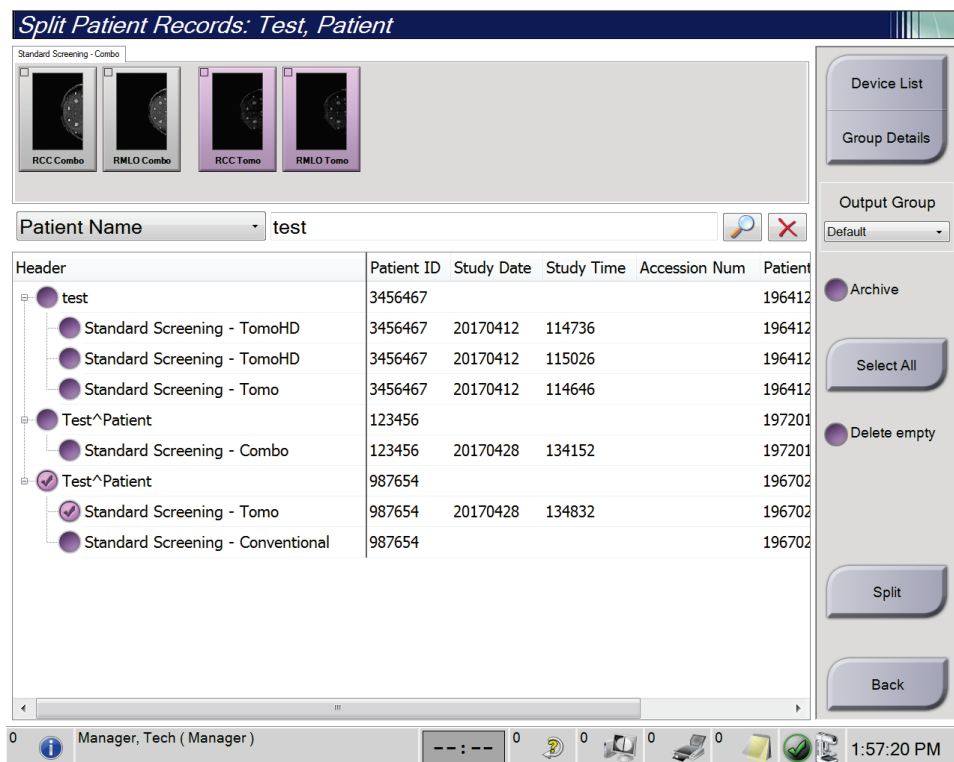 Split Patient Records: Test, Patient
Standard Screening - Combo
RCC Combo RMLO Combo RCC Tomo RMLO Tomo
Device List
Group Details
Output Group
Default
Patient Name test
Header Patient ID Study Date Study Time Accession Num Patient
test 3456467 196412
Standard Screening - TomoHD 3456467 20170412 114736 196412
Standard Screening - TomoHD 3456467 20170412 115026 196412
Standard Screening - Tomo 3456467 20170412 114646 196412
Test^Patient 123456 197201
Standard Screening - Combo 123456 20170428 134152 197201
Test^Patient 987654 196702
Standard Screening - Tomo 987654 20170428 134832 196702
Standard Screening - Conventional 987654 196702
Archive
Select All
Delete empty
Split
Back
0 Manager, Tech ( Manager ) --:-- 0 0 0 0 1:57:20 PM